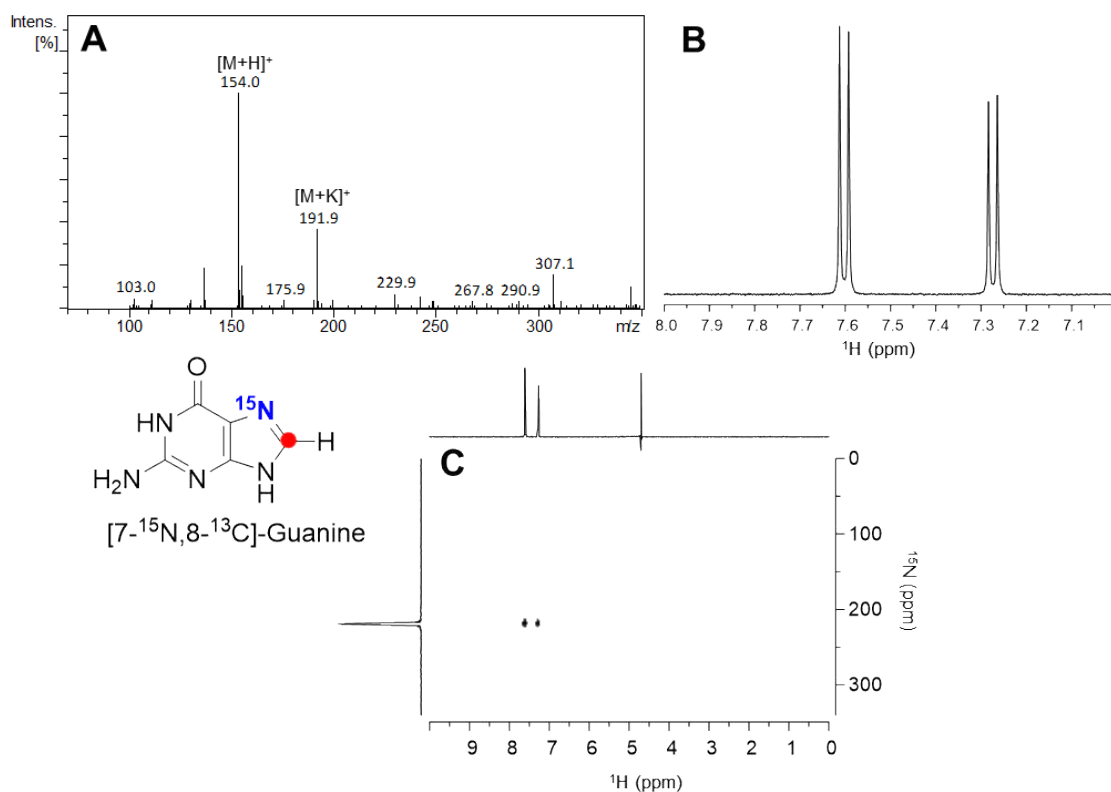 Intens.
[%]
A
[M+H]⁺
154.0
[M+K]⁺
191.9
103.0
175.9
229.9
267.8
290.9
307.1
100 150 200 250 300 m/z
B
8.0 7.9 7.8 7.7 7.6 7.5 7.4 7.3 7.2 7.1
¹H (ppm)
O
HN
¹⁵N
H
H₂N
N
N
H
[7-¹⁵N,8-¹³C]-Guanine
C
0
100
200
300
¹⁵N (ppm)
9 8 7 6 5 4 3 2 1 0
¹H (ppm)